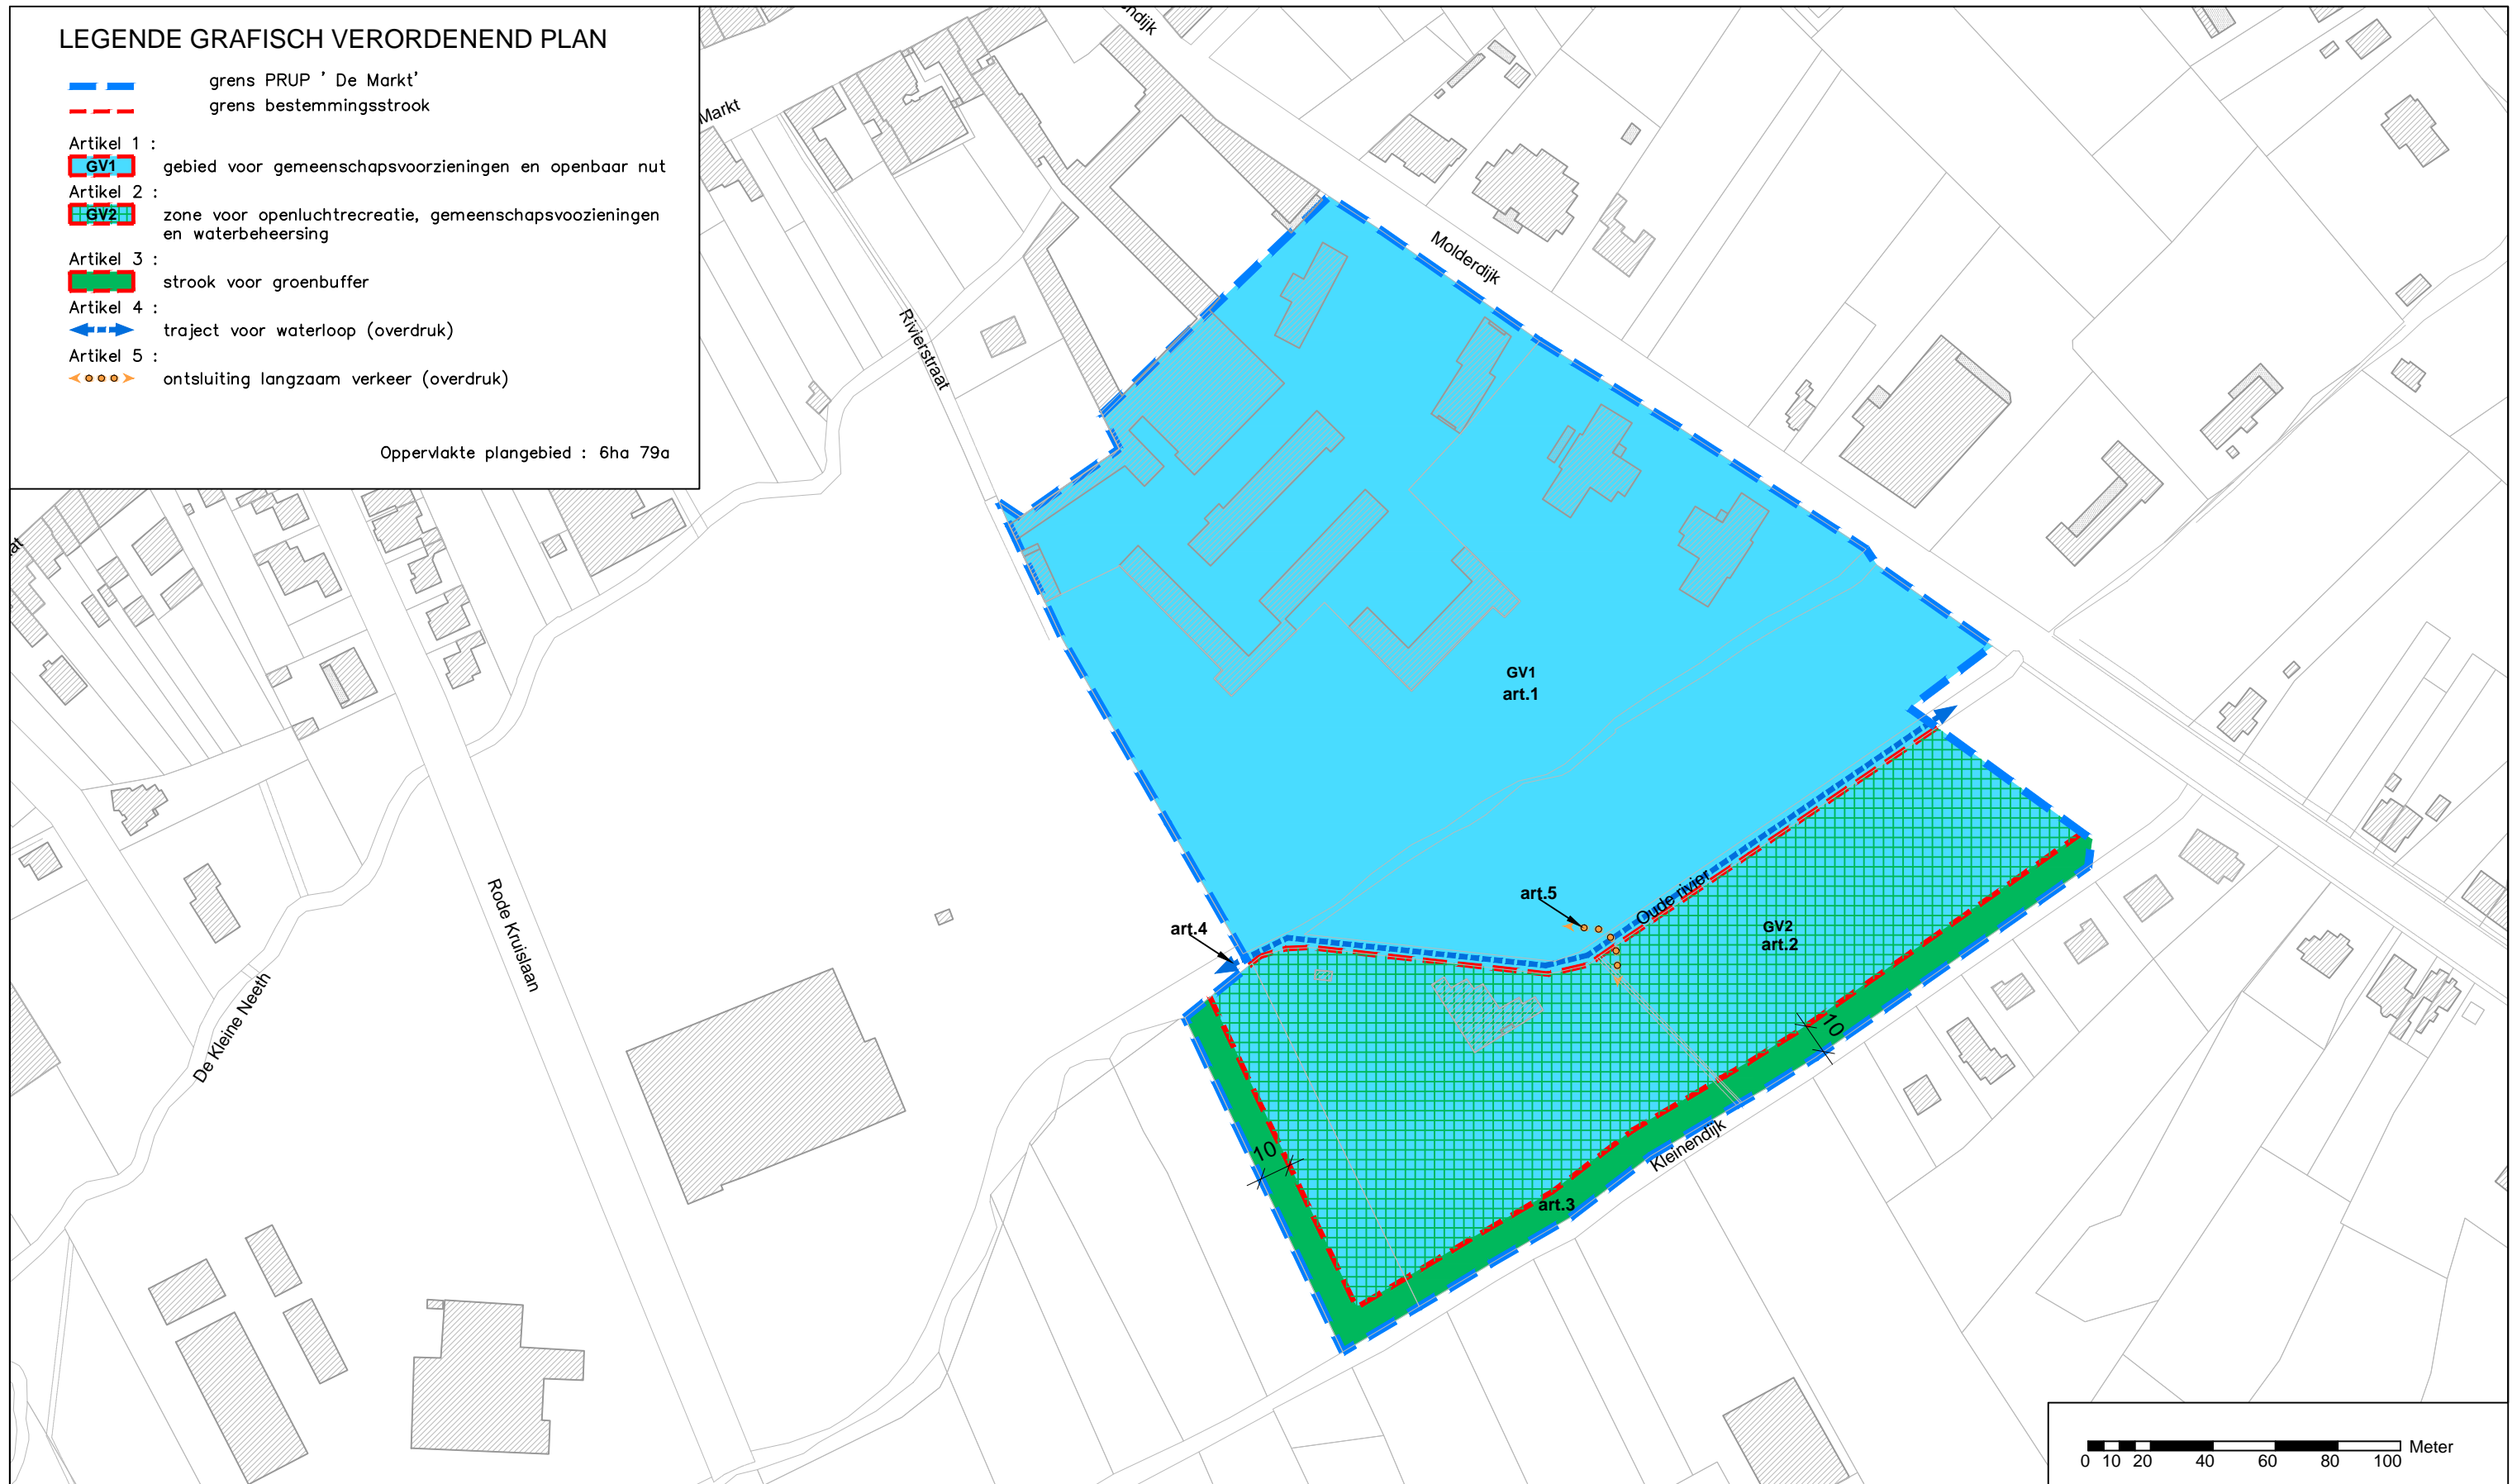 LEGENDE GRAFISCH VERORDENEND PLAN
grens PRUP ' De Markt'
grens bestemmingsstrook
Artikel 1 :
GV1 gebied voor gemeenschapsvoorzieningen en openbaar nut
Artikel 2 :
GV2 zone voor openluchtrecreatie, gemeenschapsvoozieningen
en waterbeheersing
Artikel 3 :
strook voor groenbuffer
Artikel 4 :
traject voor waterloop (overdruk)
Artikel 5 :
ontsluiting langzaam verkeer (overdruk)
Oppervlakte plangebied : 6ha 79a
Markt
Molderdijk
Rivierstraat
GV1
art.1
art.5
Oude rivier
art.4
GV2
art.2
Rode Kruislaan
De Kleine Neeth
10
10
Kleinendijk
art.3
0 10 20 40 60 80 100 Meter